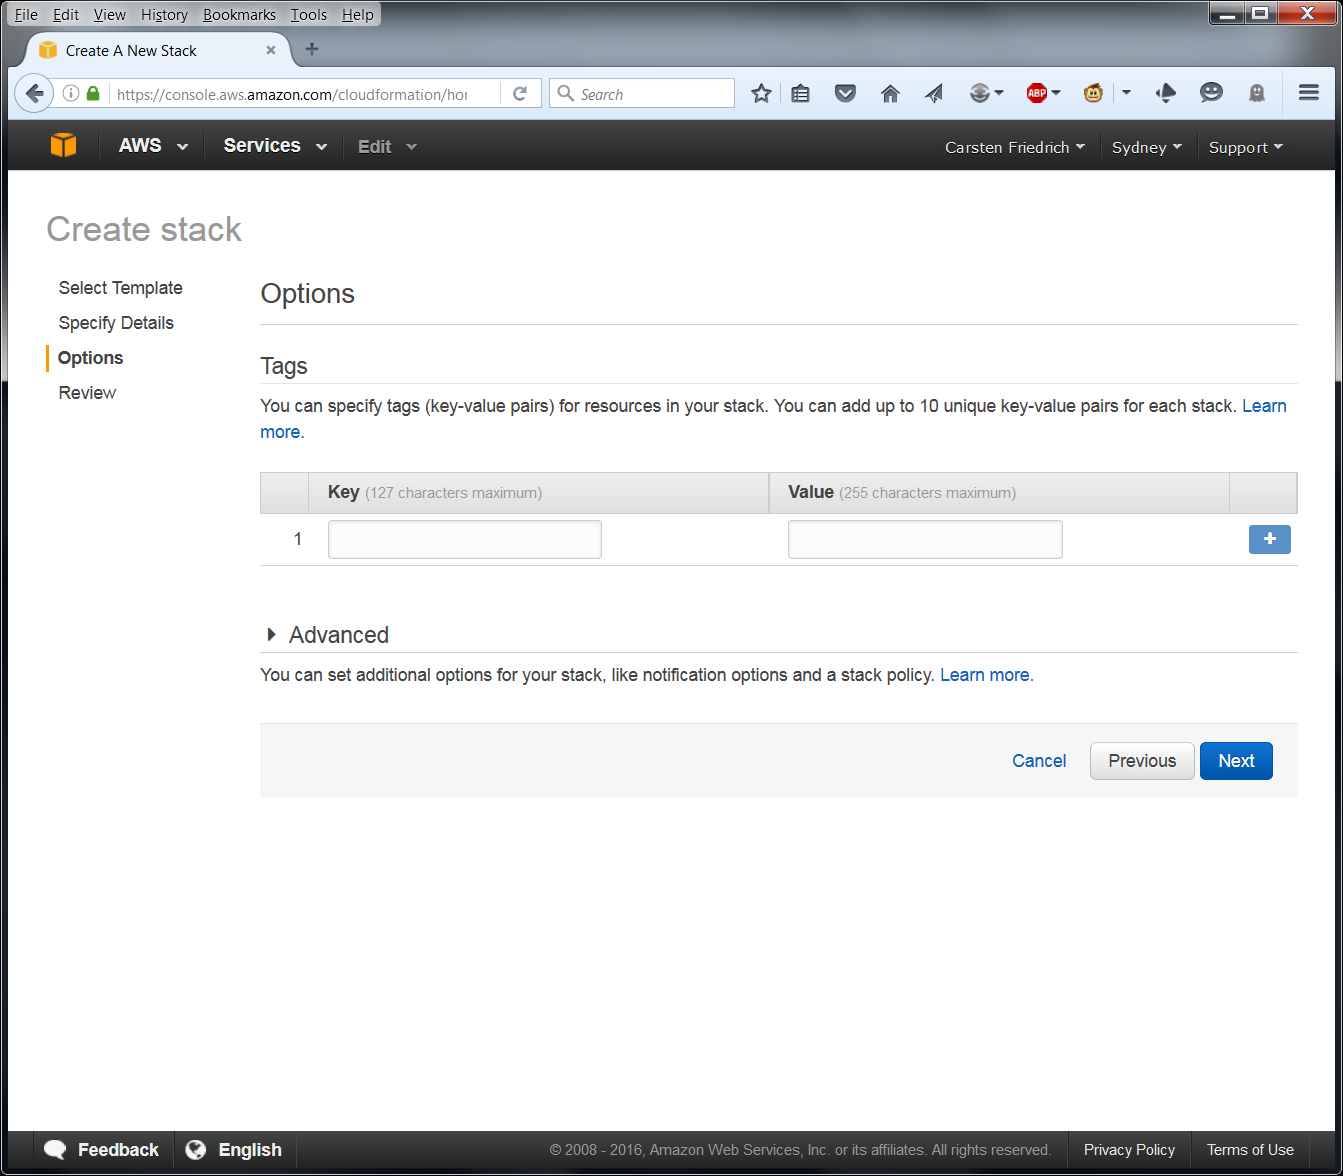 File Edit View History Bookmarks Tools Help
Create A New Stack
https://console.aws.amazon.com/cloudformation/hor
Search
ABP
AWS Services Edit Carsten Friedrich Sydney Support
Create stack
Select Template
Specify Details
Options
Review
Options
Tags
You can specify tags (key-value pairs) for resources in your stack. You can add up to 10 unique key-value pairs for each stack. Learn
more.
Key (127 characters maximum) Value (255 characters maximum)
1
Advanced
You can set additional options for your stack, like notification options and a stack policy. Learn more.
Cancel Previous Next
Feedback English © 2008 - 2016, Amazon Web Services, Inc. or its affiliates. All rights reserved. Privacy Policy Terms of Use